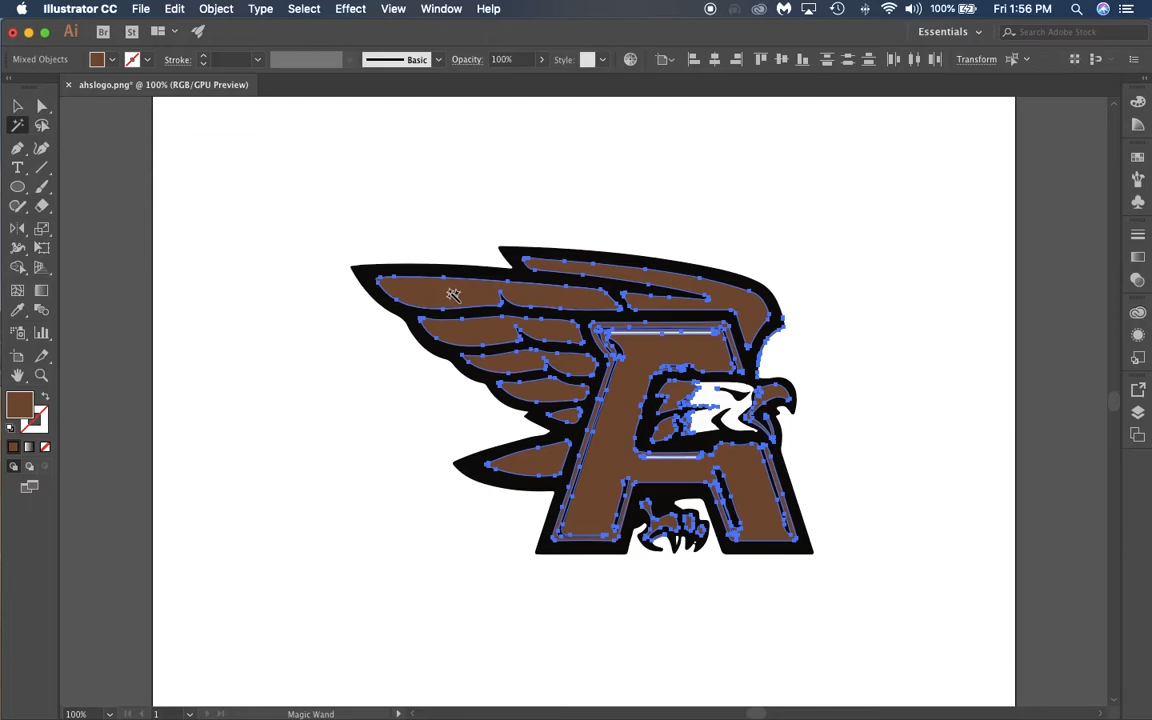 Illustrator CC File Edit Object Type Select Effect View Window Help 100% Fri 1:56 PM
Ai Br St Essentials Search Adobe Stock
Mixed Objects Stroke: Basic Opacity: 100% Style: Transform
× ahslogo.png* @ 100% (RGB/GPU Preview)
T
A
100% 1 Magic Wand